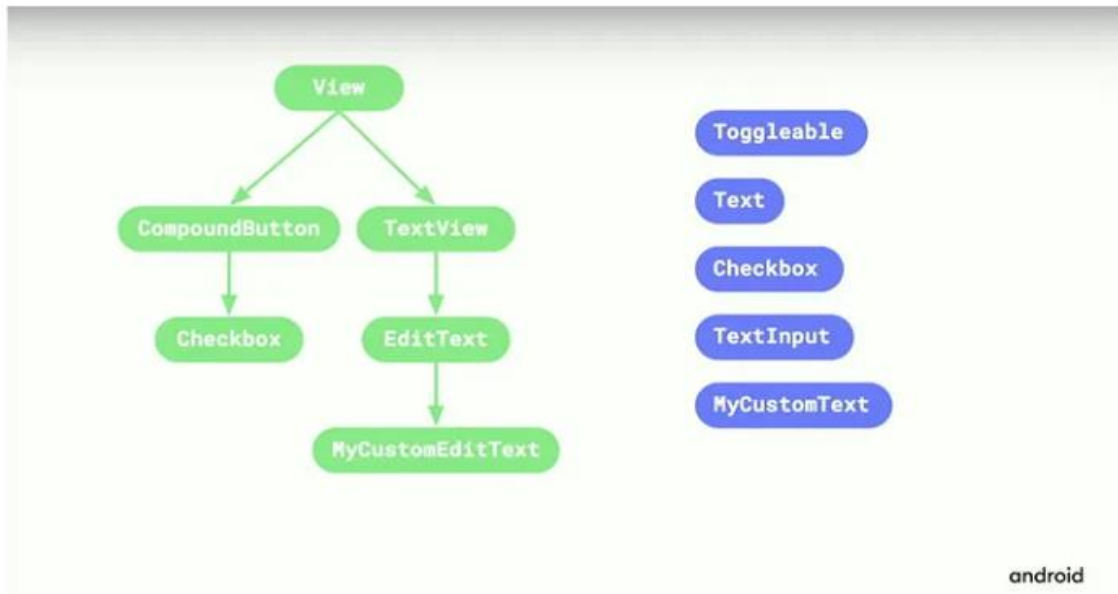 View
CompoundButton
TextView
Checkbox
EditText
MyCustomEditText
Toggleable
Text
Checkbox
TextInput
MyCustomText
android